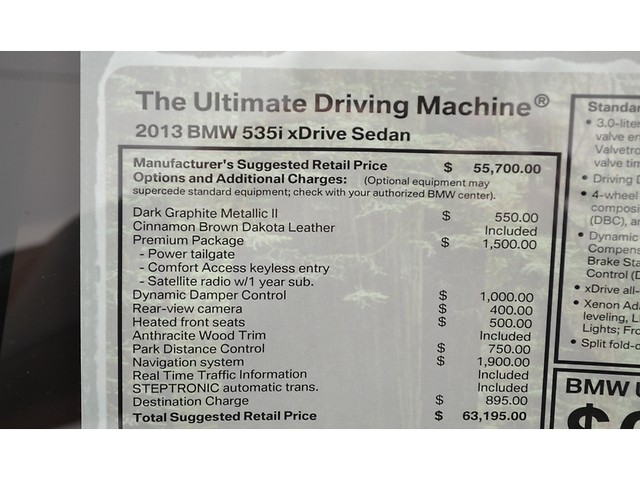 The Ultimate Driving Machine®
2013 BMW 535i xDrive Sedan
Manufacturer's Suggested Retail Price $ 55,700.00
Options and Additional Charges: (Optional equipment may
supercede standard equipment; check with your authorized BMW center).
Dark Graphite Metallic II $ 550.00
Cinnamon Brown Dakota Leather Included
Premium Package $ 1,500.00
- Power tailgate
- Comfort Access keyless entry
- Satellite radio w/1 year sub.
Dynamic Damper Control $ 1,000.00
Rear-view camera $ 400.00
Heated front seats $ 500.00
Anthracite Wood Trim Included
Park Distance Control $ 750.00
Navigation system $ 1,900.00
Real Time Traffic Information Included
STEPTRONIC automatic trans. Included
Destination Charge $ 895.00
Total Suggested Retail Price $ 63,195.00
Standar
• 3.0-liter
valve en
Valvetro
valve tim
• Driving D
• 4-wheel
composi
(DBC), an
• Dynamic
Compens
Brake Sta
Control (D
• xDrive all-
• Xenon Ada
leveling, L
Lights; Fro
• Split fold-d
BMW U
$